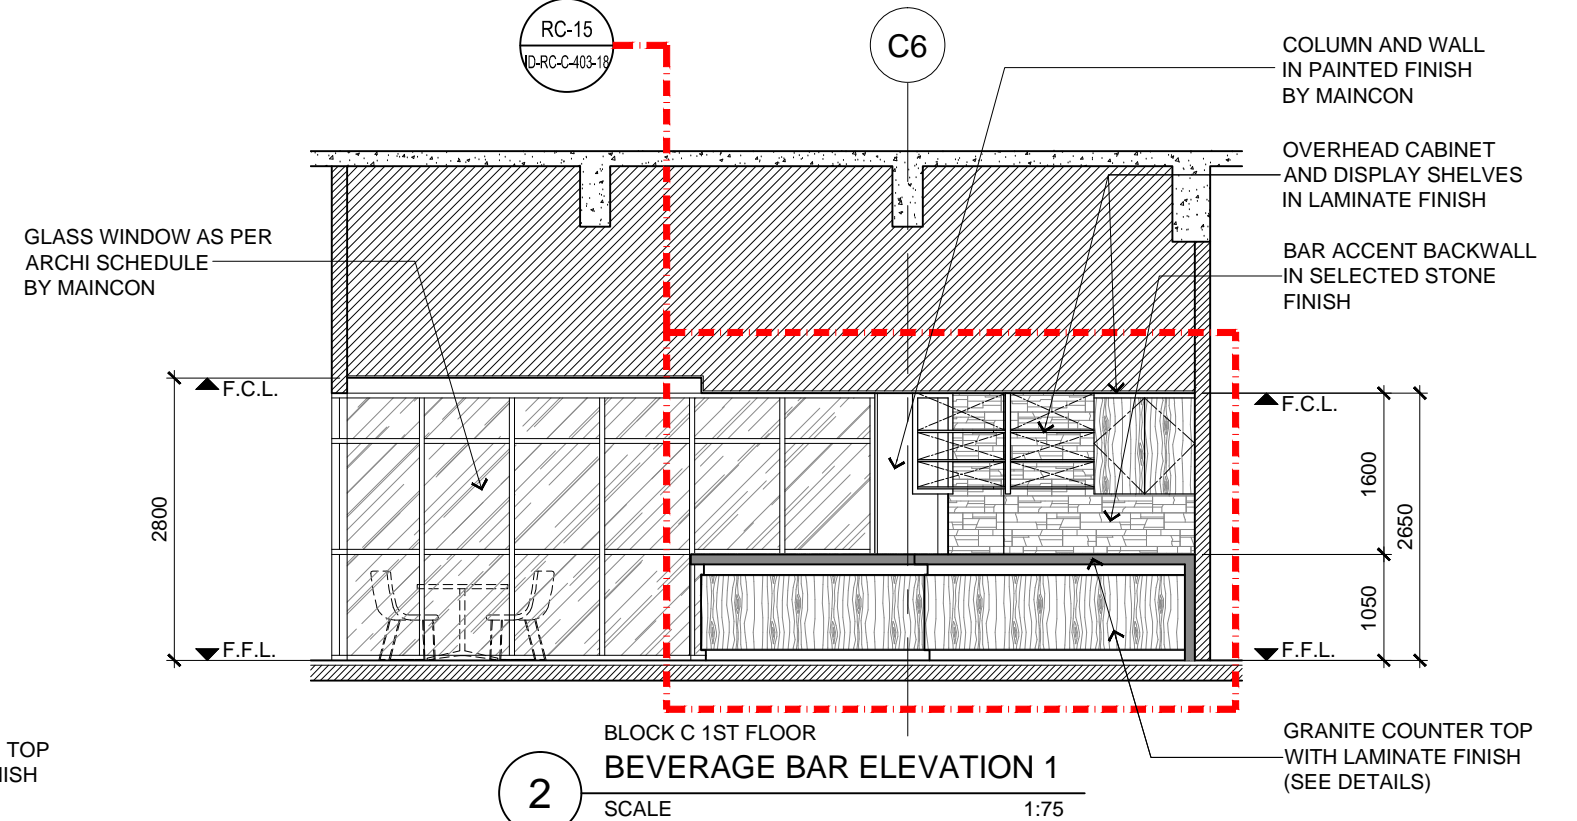 RC-15
ID-RC-C-403-18
C6
COLUMN AND WALL
IN PAINTED FINISH
BY MAINCON
OVERHEAD CABINET
AND DISPLAY SHELVES
IN LAMINATE FINISH
GLASS WINDOW AS PER
ARCHI SCHEDULE
BY MAINCON
BAR ACCENT BACKWALL
IN SELECTED STONE
FINISH
F.C.L.
F.C.L.
2800
1600
2650
1050
F.F.L.
F.F.L.
TOP
NISH
GRANITE COUNTER TOP
WITH LAMINATE FINISH
(SEE DETAILS)
2
BLOCK C 1ST FLOOR
BEVERAGE BAR ELEVATION 1
SCALE 1:75